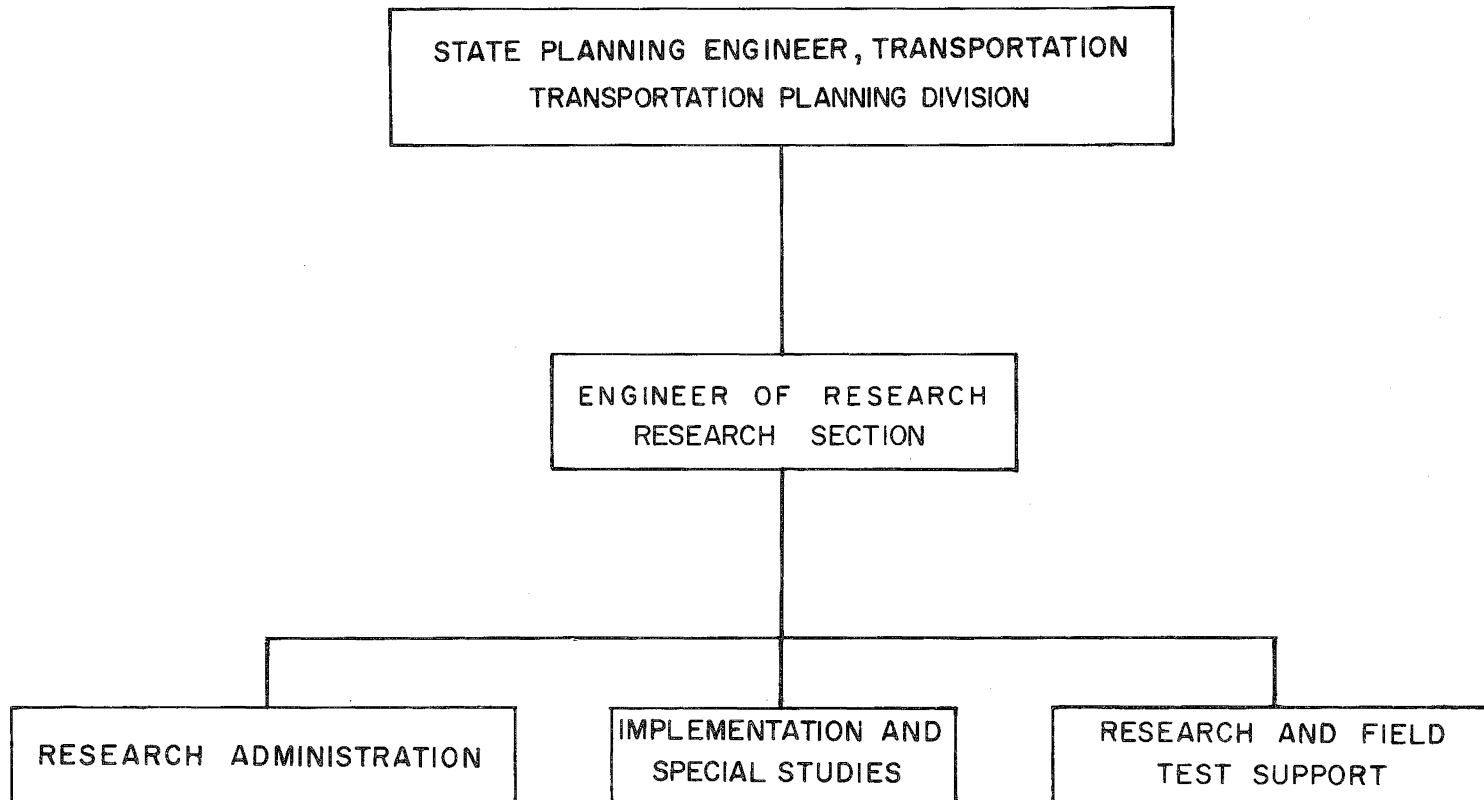 STATE PLANNING ENGINEER, TRANSPORTATION
TRANSPORTATION PLANNING DIVISION
ENGINEER OF RESEARCH
RESEARCH SECTION
RESEARCH ADMINISTRATION
IMPLEMENTATION AND
SPECIAL STUDIES
RESEARCH AND FIELD
TEST SUPPORT